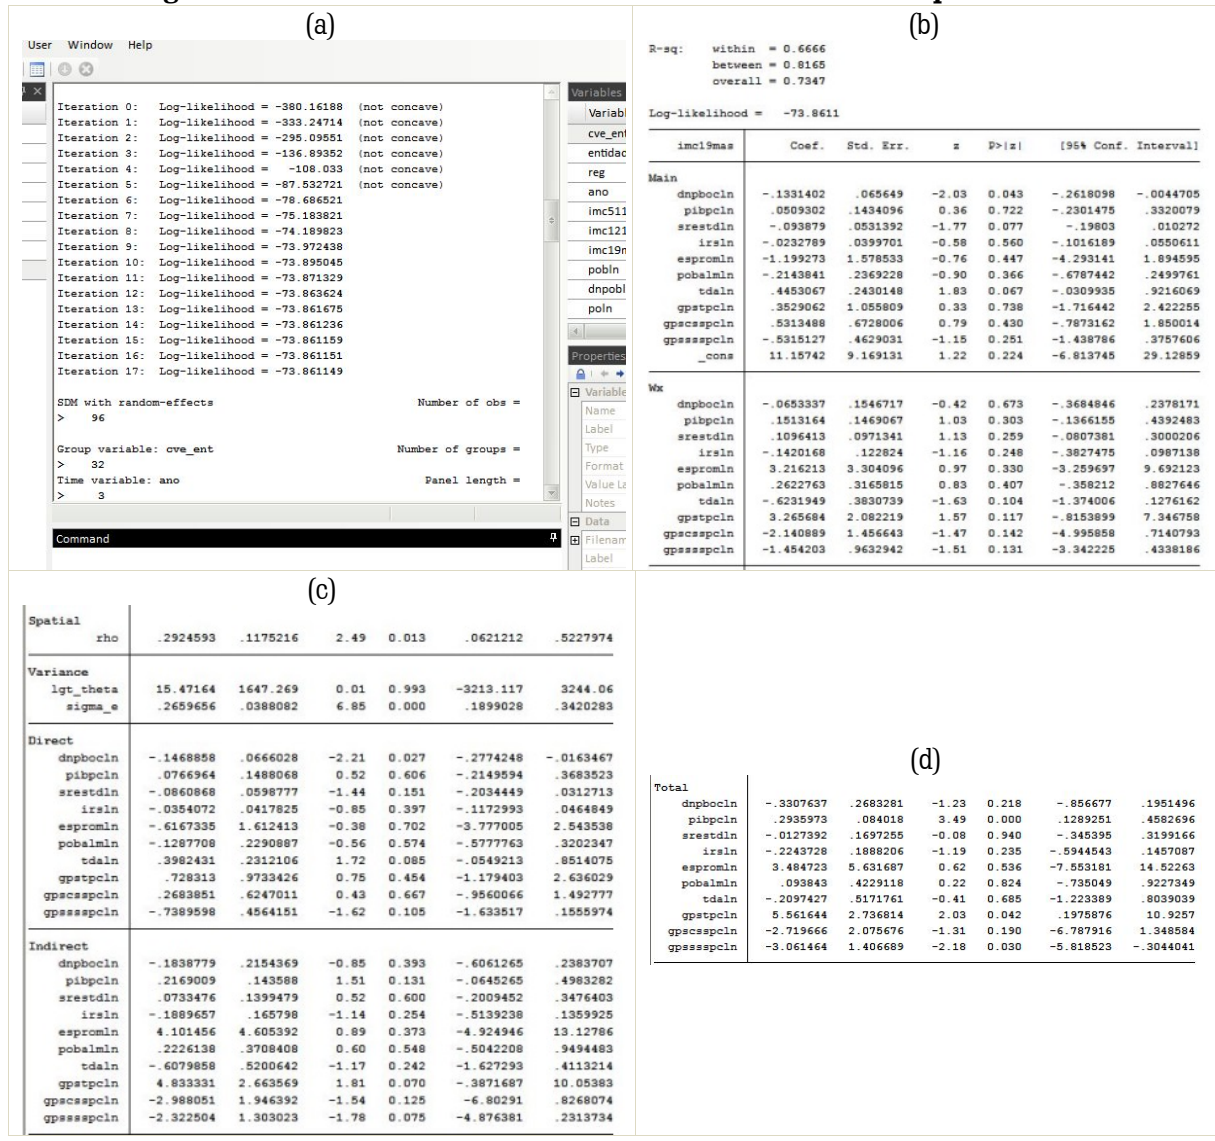 (a)
User Window Help
Iteration 0: Log-likelihood = -380.16188 (not concave)
Iteration 1: Log-likelihood = -333.24714 (not concave)
Iteration 2: Log-likelihood = -295.09551 (not concave)
Iteration 3: Log-likelihood = -136.89352 (not concave)
Iteration 4: Log-likelihood = -108.033 (not concave)
Iteration 5: Log-likelihood = -87.532721 (not concave)
Iteration 6: Log-likelihood = -78.686521
Iteration 7: Log-likelihood = -75.183821
Iteration 8: Log-likelihood = -74.189823
Iteration 9: Log-likelihood = -73.972438
Iteration 10: Log-likelihood = -73.895045
Iteration 11: Log-likelihood = -73.871329
Iteration 12: Log-likelihood = -73.863624
Iteration 13: Log-likelihood = -73.861675
Iteration 14: Log-likelihood = -73.861236
Iteration 15: Log-likelihood = -73.861159
Iteration 16: Log-likelihood = -73.861151
Iteration 17: Log-likelihood = -73.861149
SDM with random-effects Number of obs =
> 96
Group variable: cve_ent Number of groups =
> 32
Time variable: ano Panel length =
> 3
Command
Variables
Variabl
cve_ent
entidad
reg
ano
imc511
imc121
imc19m
pobln
dnpobl
poln
Properties
Variable
Name
Label
Type
Format
Value La
Notes
Data
Filenam
Label
(b)
R-sq: within = 0.6666
between = 0.8165
overall = 0.7347
Log-likelihood = -73.8611
imc19mas Coef. Std. Err. z P>|z| [95% Conf. Interval]
Main
dnpbocln -.1331402 .065649 -2.03 0.043 -.2618098 -.0044705
pibpcln .0509302 .1434096 0.36 0.722 -.2301475 .3320079
srestdln -.093879 .0531392 -1.77 0.077 -.19803 .010272
irsln -.0232789 .0399701 -0.58 0.560 -.1016189 .0550611
espromln -1.199273 1.578533 -0.76 0.447 -4.293141 1.894595
pobalmln -.2143841 .2369228 -0.90 0.366 -.6787442 .2499761
tdaln .4453067 .2430148 1.83 0.067 -.0309935 .9216069
gpstpcln .3529062 1.055809 0.33 0.738 -1.716442 2.422255
gpscsspcln .5313488 .6728006 0.79 0.430 -.7873162 1.850014
gpsssspcln -.5315127 .4629031 -1.15 0.251 -1.438786 .3757606
_cons 11.15742 9.169131 1.22 0.224 -6.813745 29.12859
Wx
dnpbocln -.0653337 .1546717 -0.42 0.673 -.3684846 .2378171
pibpcln .1513164 .1469067 1.03 0.303 -.1366155 .4392483
srestdln .1096413 .0971341 1.13 0.259 -.0807381 .3000206
irsln -.1420168 .122824 -1.16 0.248 -.3827475 .0987138
espromln 3.216213 3.304096 0.97 0.330 -3.259697 9.692123
pobalmln .2622763 .3165815 0.83 0.407 -.358212 .8827646
tdaln -.6231949 .3830739 -1.63 0.104 -1.374006 .1276162
gpstpcln 3.265684 2.082219 1.57 0.117 -.8153899 7.346758
gpscsspcln -2.140889 1.456643 -1.47 0.142 -4.995858 .7140793
gpssssspcln -1.454203 .9632942 -1.51 0.131 -3.342225 .4338186
(c)
Spatial
rho .2924593 .1175216 2.49 0.013 .0621212 .5227974
Variance
lgt_theta 15.47164 1647.269 0.01 0.993 -3213.117 3244.06
sigma_e .2659656 .0388082 6.85 0.000 .1899028 .3420283
Direct
dnpbocln -.1468858 .0666028 -2.21 0.027 -.2774248 -.0163467
pibpcln .0766964 .1488068 0.52 0.606 -.2149594 .3683523
srestdln -.0860868 .0598777 -1.44 0.151 -.2034449 .0312713
irsln -.0354072 .0417825 -0.85 0.397 -.1172993 .0464849
espromln -.6167335 1.612413 -0.38 0.702 -3.777005 2.543538
pobalmln -.1287708 .2290887 -0.56 0.574 -.5777763 .3202347
tdaln .3982431 .2312106 1.72 0.085 -.0549213 .8514075
gpstpcln .728313 .9733426 0.75 0.454 -1.179403 2.636029
gpscsspcln .2683851 .6247011 0.43 0.667 -.9560066 1.492777
gpssssspcln -.7389598 .4564151 -1.62 0.105 -1.633517 .1555974
Indirect
dnpbocln -.1838779 .2154369 -0.85 0.393 -.6061265 .2383707
pibpcln .2169009 .143588 1.51 0.131 -.0645265 .4983282
srestdln .0733476 .1399479 0.52 0.600 -.2009452 .3476403
irsln -.1889657 .165798 -1.14 0.254 -.5139238 .1359925
espromln 4.101456 4.605392 0.89 0.373 -4.924946 13.12786
pobalmln .2226138 .3708408 0.60 0.548 -.5042208 .9494483
tdaln -.6079858 .5200642 -1.17 0.242 -1.627293 .4113214
gpstpcln 4.833331 2.663569 1.81 0.070 -.3871687 10.05383
gpscsspcln -2.988051 1.946392 -1.54 0.125 -6.80291 .8268074
gpssssspcln -2.322504 1.303023 -1.78 0.075 -4.876381 .2313734
(d)
Total
dnpbocln -.3307637 .2683281 -1.23 0.218 -.856677 .1951496
pibpcln .2935973 .084018 3.49 0.000 .1289251 .4582696
srestdln -.0127392 .1697255 -0.08 0.940 -.345395 .3199166
irsln -.2243728 .1888206 -1.19 0.235 -.5944543 .1457087
espromln 3.484723 5.631687 0.62 0.536 -7.553181 14.52263
pobalmln .093843 .4229118 0.22 0.824 -.735049 .9227349
tdaln -.2097427 .5171761 -0.41 0.685 -1.223389 .8039039
gpstpcln 5.561644 2.736814 2.03 0.042 .1975876 10.9257
gpscsspcln -2.719666 2.075676 -1.31 0.190 -6.787916 1.348584
gpssssspcln -3.061464 1.406689 -2.18 0.030 -5.818523 -.3044041